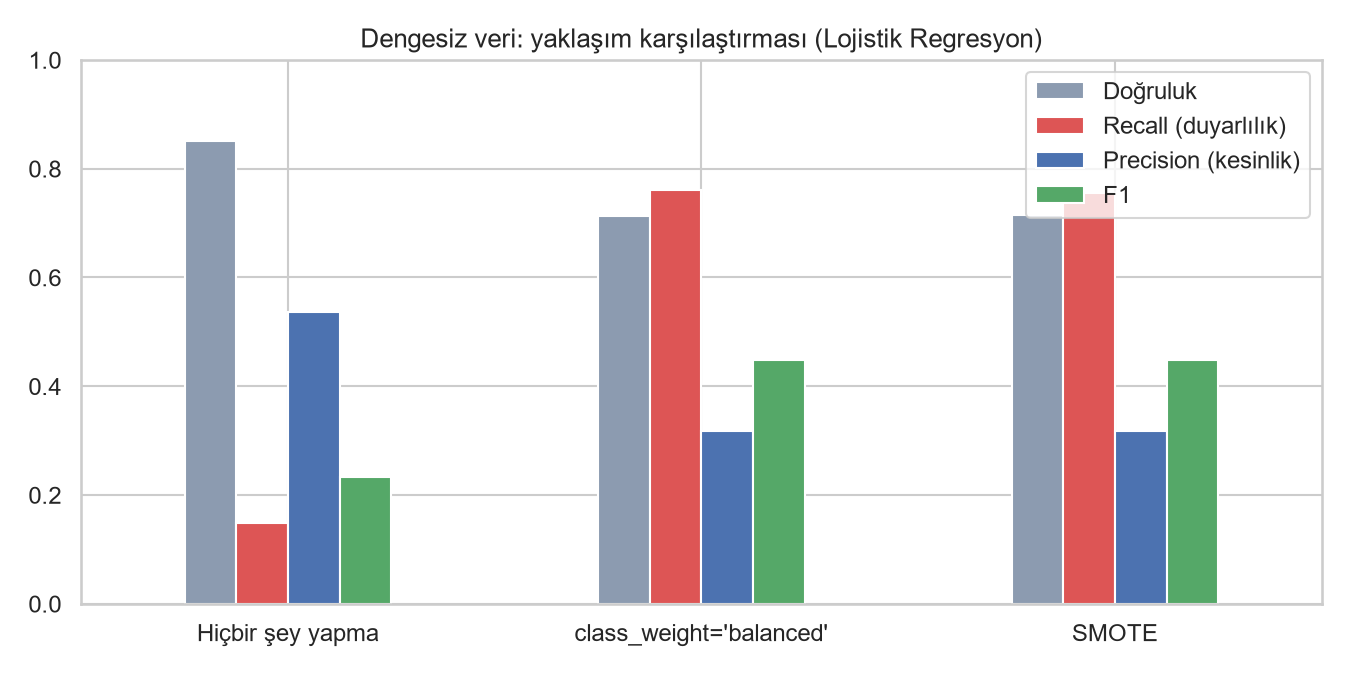 Dengesiz veri: yaklaşım karşılaştırması (Lojistik Regresyon)
1.0
0.8
0.6
0.4
0.2
0.0
Doğruluk
Recall (duyarlılık)
Precision (kesinlik)
F1
Hiçbir şey yapma
class_weight='balanced'
SMOTE